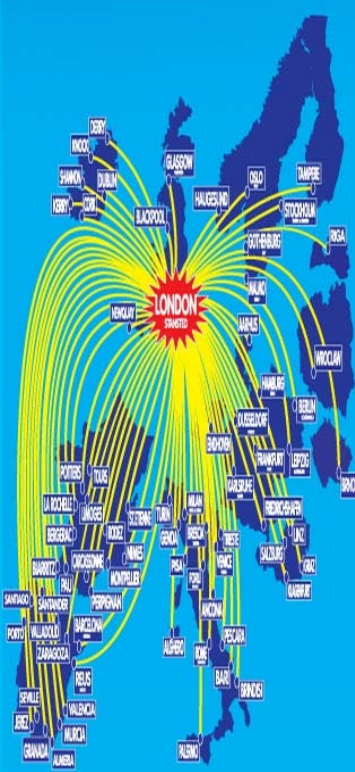 DERRY
KNOCK
SHANNON
DUBLIN
KERRY
CORK
GLASGOW
BLACKPOOL
HAUGESUND
OSLO
TAMPERE
STOCKHOLM
GOTHENBURG
RIGA
MALMO
AARHUS
NEWQUAY
LONDON
STANSTED
WROCLAW
HAMBURG
BERLIN
DUSSELDORF
EINDHOVEN
FRANKFURT
LEIPZIG
BRNO
KARLSRUHE
FRIEDRICHSHAFEN
LINZ
SALZBURG
GRAZ
KLAGENFURT
POITIERS
TOURS
LA ROCHELLE
LIMOGES
BERGERAC
RODEZ
ST.ETIENNE
NIMES
BIARRITZ
CARCASSONNE
MONTPELLIER
PAU
PERPIGNAN
TURIN
MILAN
GENOA
BRESCIA
TRIESTE
VENICE
PISA
FORLI
ANCONA
PESCARA
ALGHERO
ROME
BARI
BRINDISI
PALERMO
SANTIAGO
SANTANDER
PORTO
VALLADOLID
BARCELONA
ZARAGOZA
REUS
SEVILLE
VALENCIA
JEREZ
MURCIA
GRANADA
ALMERIA